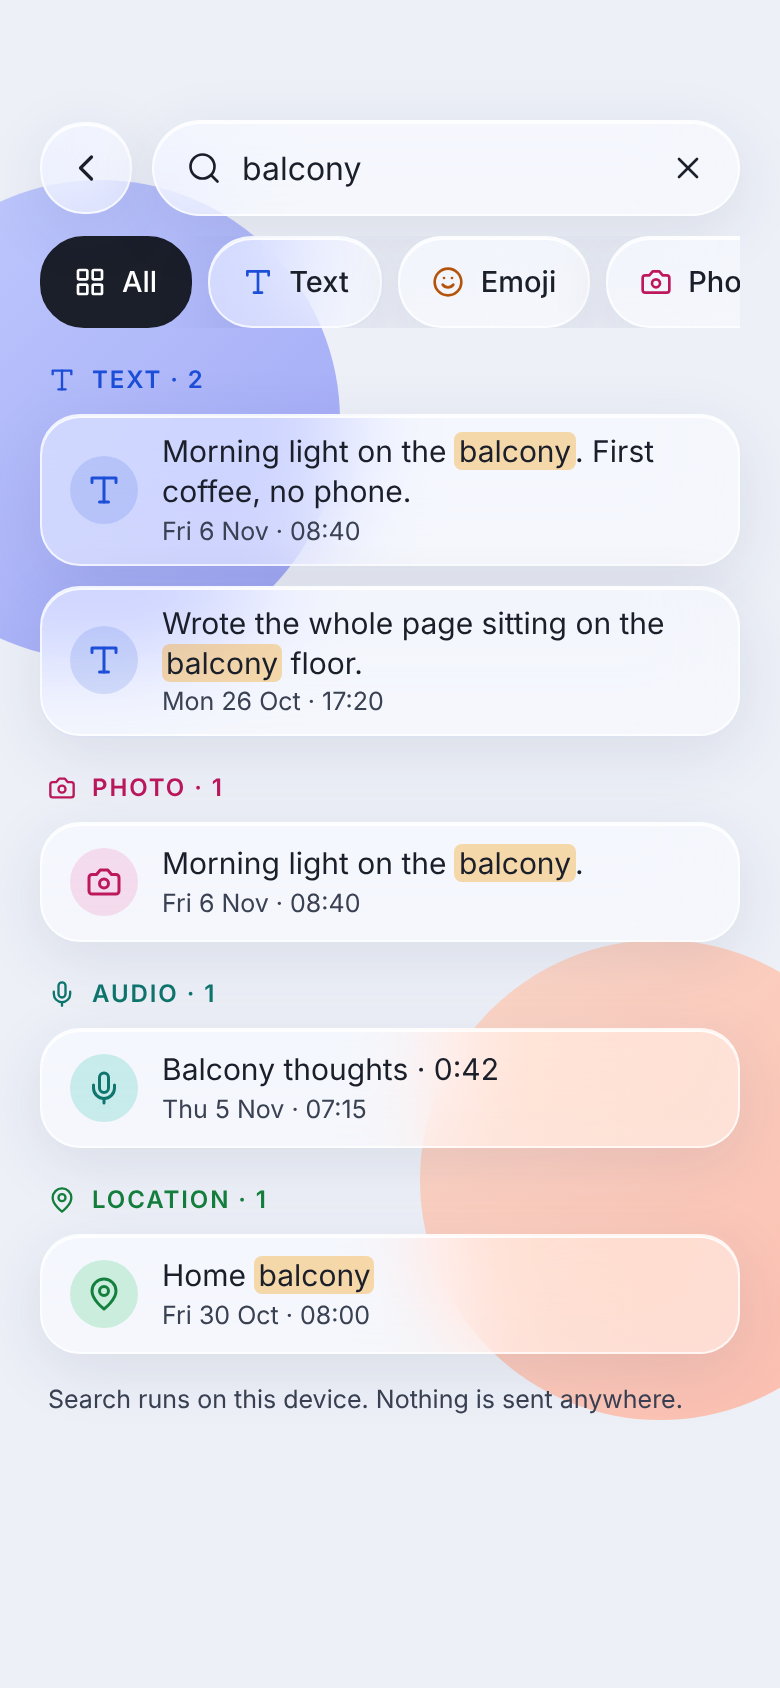 balcony
All Text Emoji Pho
TEXT · 2
Morning light on the balcony. First
coffee, no phone.
Fri 6 Nov · 08:40
Wrote the whole page sitting on the
balcony floor.
Mon 26 Oct · 17:20
PHOTO · 1
Morning light on the balcony.
Fri 6 Nov · 08:40
AUDIO · 1
Balcony thoughts · 0:42
Thu 5 Nov · 07:15
LOCATION · 1
Home balcony
Fri 30 Oct · 08:00
Search runs on this device. Nothing is sent anywhere.